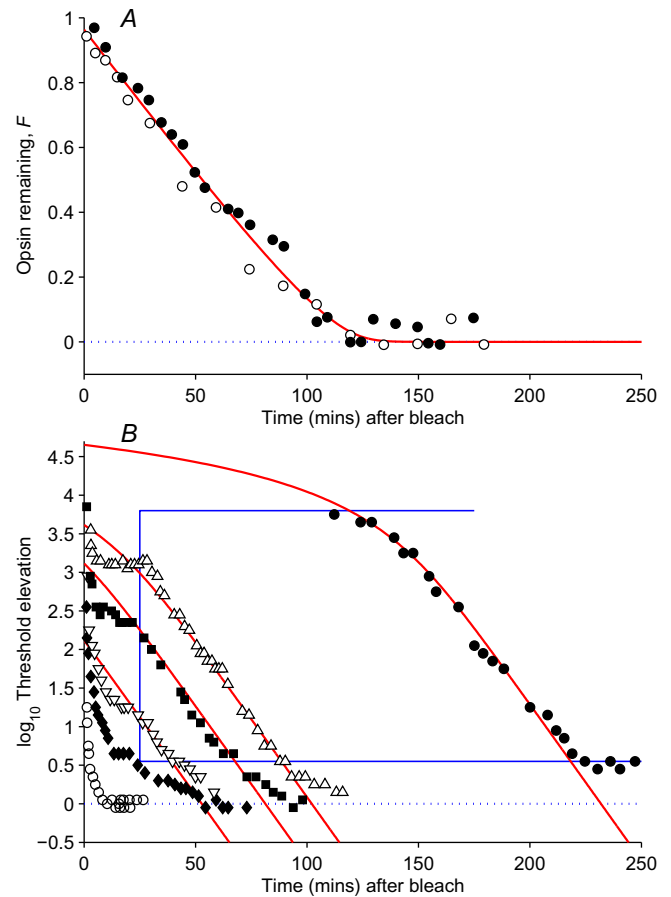 A
1
0.8
0.6
0.4
0.2
0
Opsin remaining, F
0 50 100 150 200 250
Time (mins) after bleach
B
4.5
4
3.5
3
2.5
2
1.5
1
0.5
0
−0.5
log10 Threshold elevation
0 50 100 150 200 250
Time (mins) after bleach